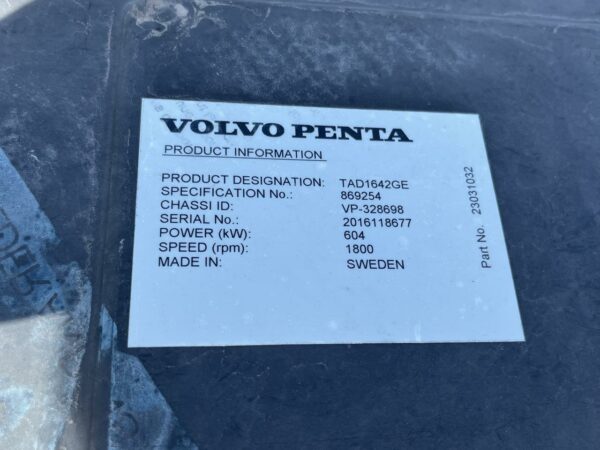 VOLVO PENTA
PRODUCT INFORMATION
PRODUCT DESIGNATION: TAD1642GE
SPECIFICATION No.: 869254
CHASSI ID: VP-328698
SERIAL No.: 2016118677
POWER (kW): 604
SPEED (rpm): 1800
MADE IN: SWEDEN
Part No. 23031032